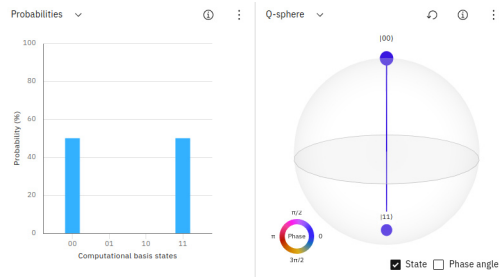 Probabilities
Q-sphere
Probability (%)
100
80
60
40
20
0
00 01 10 11
Computational basis states
|00⟩
|11⟩
π/2
π Phase 0
3π/2
State Phase angle